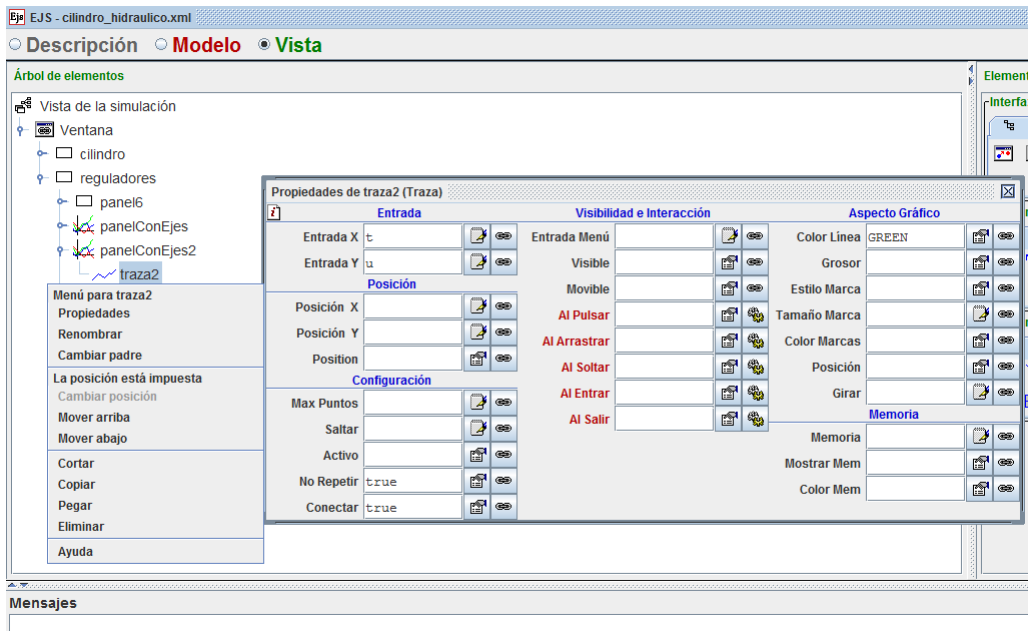 Ejs EJS - cilindro_hidraulico.xml
Descripción Modelo Vista
Árbol de elementos
Vista de la simulación
Ventana
cilindro
reguladores
panel6
panelConEjes
panelConEjes2
traza2
Menú para traza2
Propiedades
Renombrar
Cambiar padre
La posición está impuesta
Cambiar posición
Mover arriba
Mover abajo
Cortar
Copiar
Pegar
Eliminar
Ayuda
Propiedades de traza2 (Traza)
Entrada
Entrada X t
Entrada Y u
Posición
Posición X
Posición Y
Position
Configuración
Max Puntos
Saltar
Activo
No Repetir true
Conectar true
Visibilidad e Interacción
Entrada Menú
Visible
Movible
Al Pulsar
Al Arrastrar
Al Soltar
Al Entrar
Al Salir
Aspecto Gráfico
Color Línea GREEN
Grosor
Estilo Marca
Tamaño Marca
Color Marcas
Posición
Girar
Memoria
Memoria
Mostrar Mem
Color Mem
Element
Interfa
Mensajes